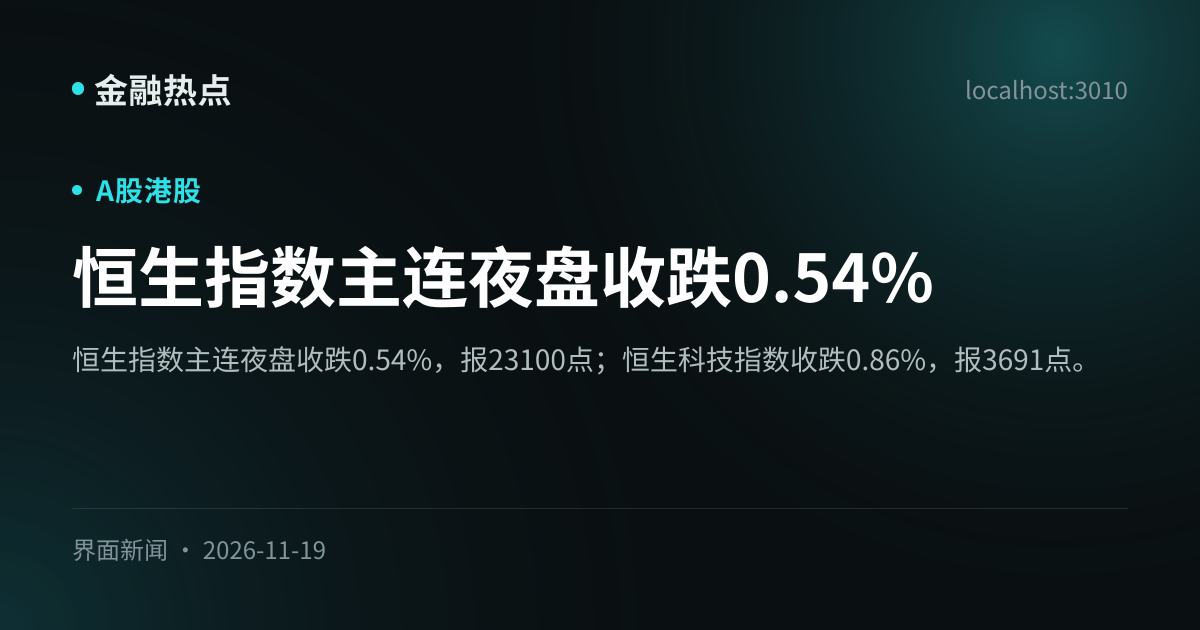 金融热点
localhost:3010
A股港股
恒生指数主连夜盘收跌0.54%
恒生指数主连夜盘收跌0.54%，报23100点；恒生科技指数收跌0.86%，报3691点。
界面新闻 • 2026-11-19